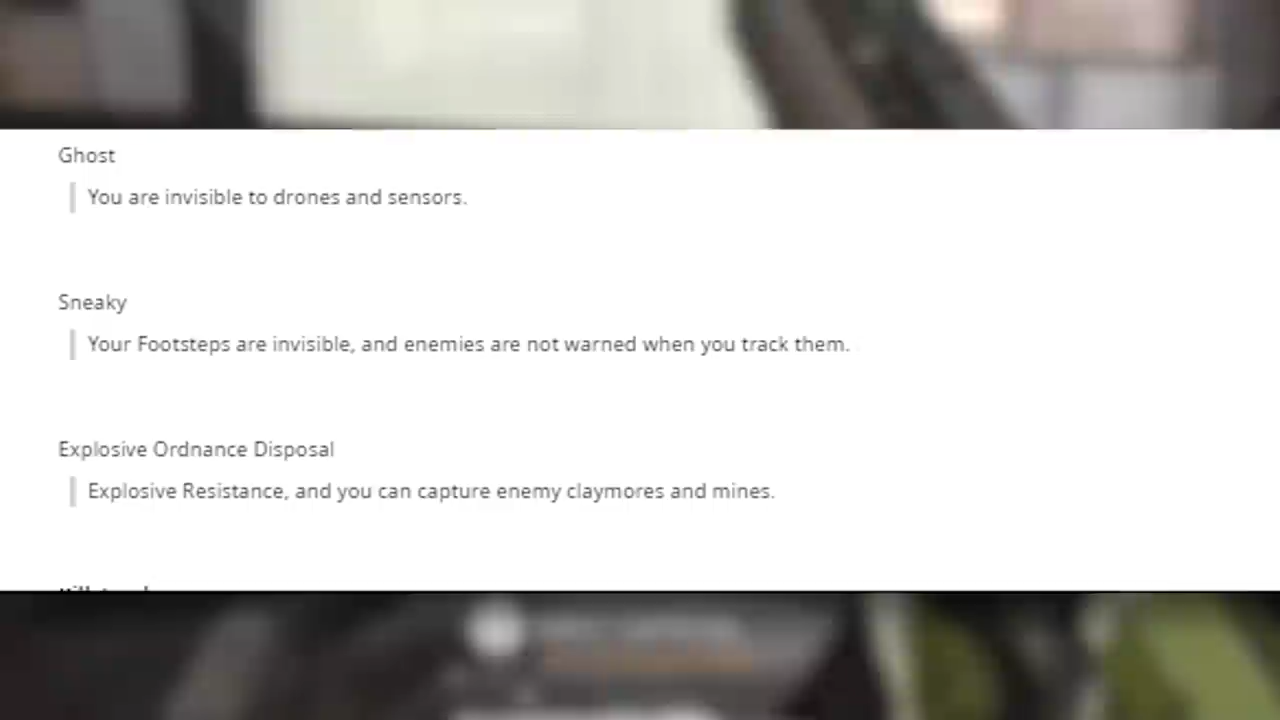 Ghost
You are invisible to drones and sensors.
Sneaky
Your Footsteps are invisible, and enemies are not warned when you track them.
Explosive Ordnance Disposal
Explosive Resistance, and you can capture enemy claymores and mines.